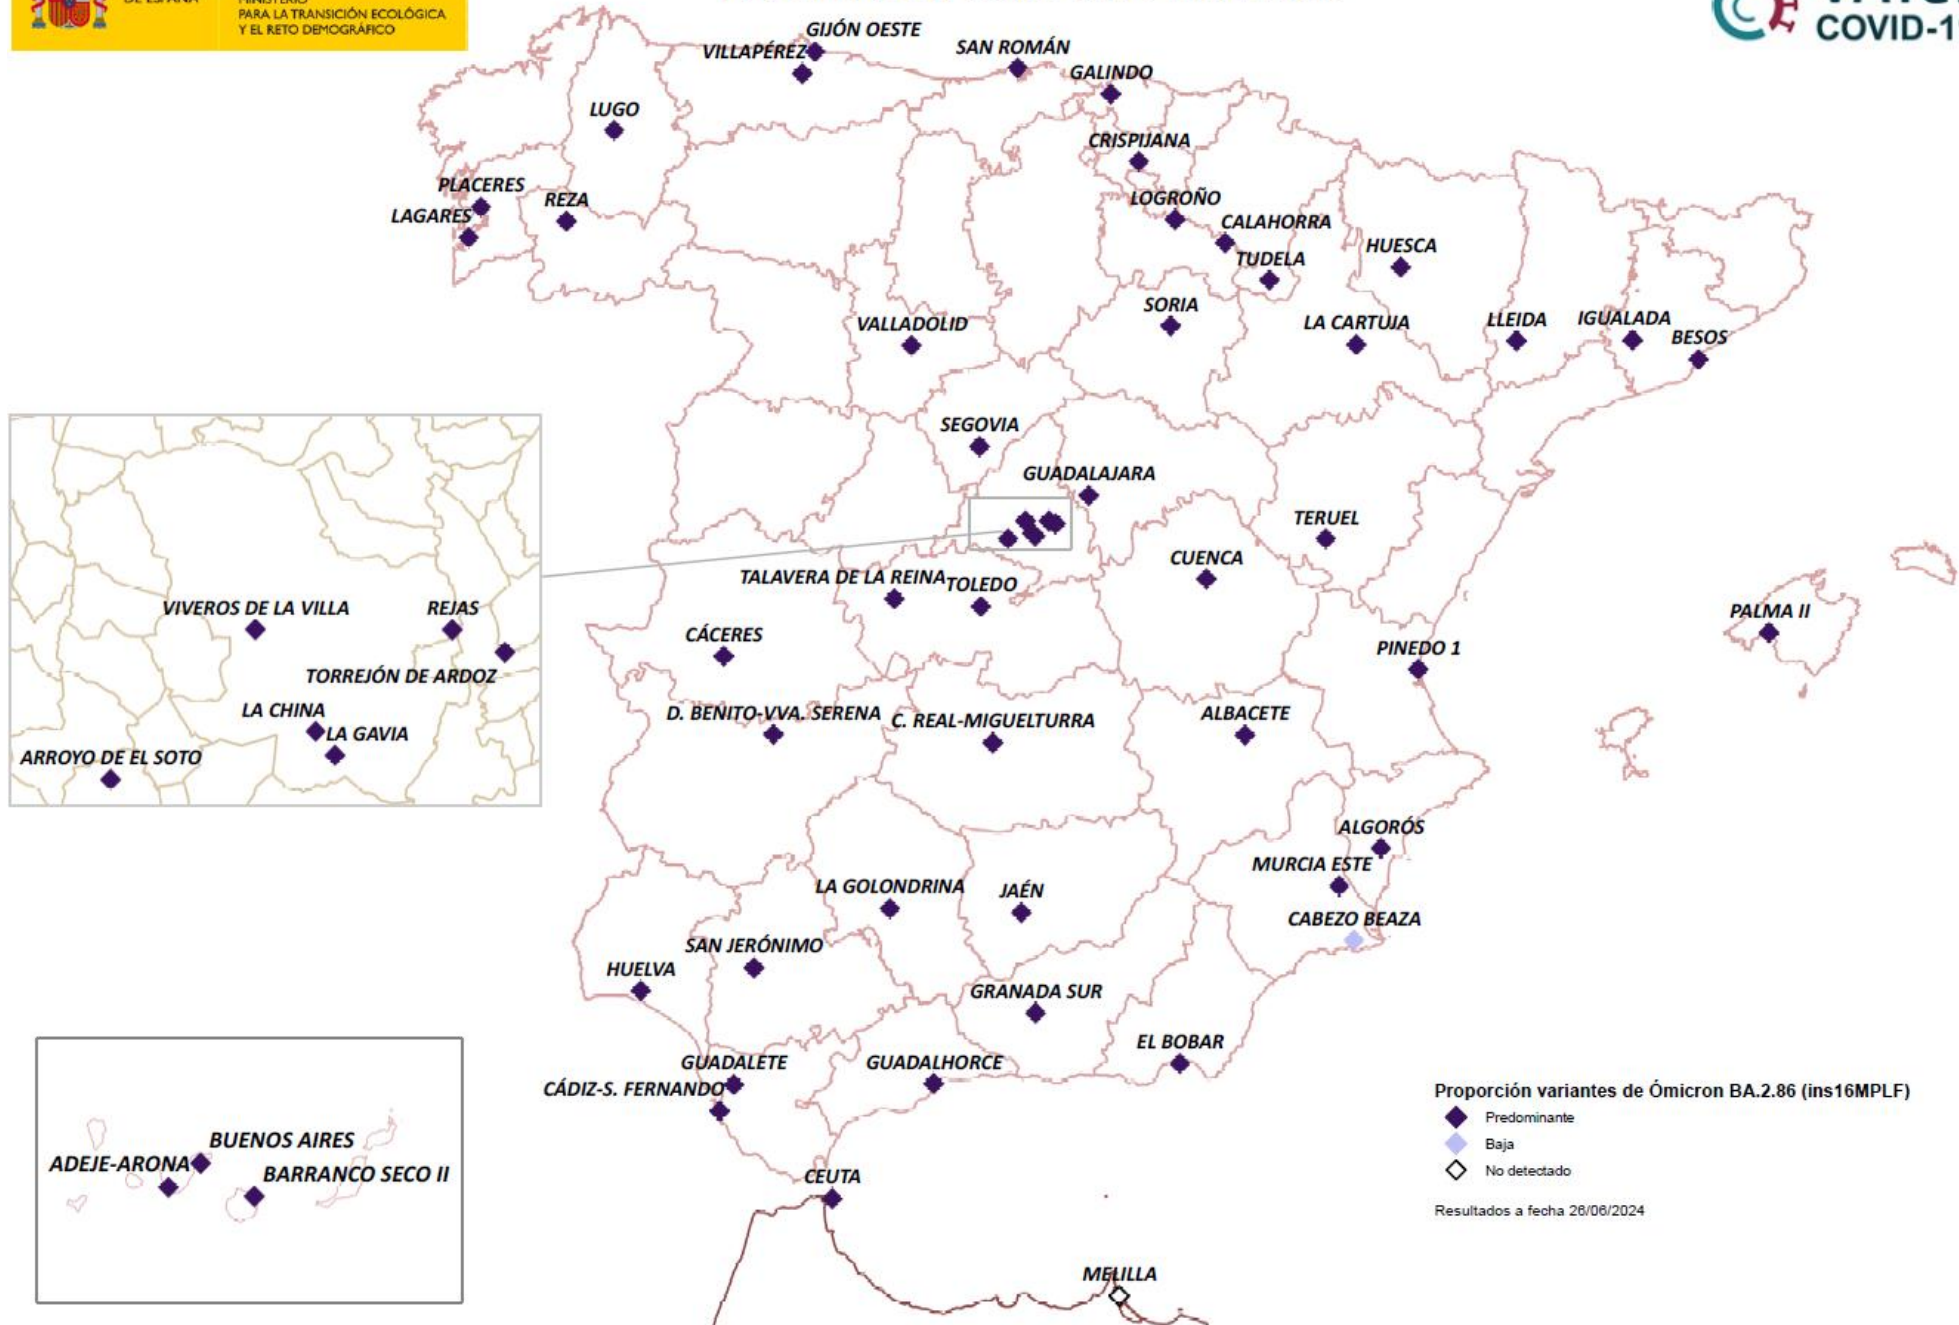 DE ESPAÑA
MINISTERIO
PARA LA TRANSICIÓN ECOLÓGICA
Y EL RETO DEMOGRÁFICO
COVID-1
GIJÓN OESTE
VILLAPÉREZ
SAN ROMÁN
GALINDO
LUGO
CRISPIJANA
PLACERES
REZA
LOGROÑO
LAGARES
CALAHORRA
HUESCA
TUDELA
SORIA
VALLADOLID
LA CARTUJA
LLEIDA
IGUALADA
BESOS
SEGOVIA
GUADALAJARA
TERUEL
CUENCA
TALAVERA DE LA REINA
TOLEDO
VIVEROS DE LA VILLA
REJAS
PALMA II
CÁCERES
PINEDO 1
TORREJÓN DE ARDOZ
LA CHINA
D. BENITO-VVA. SERENA
C. REAL-MIGUELTURRA
ALBACETE
LA GAVIA
ARROYO DE EL SOTO
ALGORÓS
MURCIA ESTE
LA GOLONDRINA
JAÉN
CABEZO BEAZA
SAN JERÓNIMO
HUELVA
GRANADA SUR
EL BOBAR
GUADALETE
GUADALHORCE
CÁDIZ-S. FERNANDO
Proporción variantes de Ómicron BA.2.86 (ins16MPLF)
Predominante
Baja
No detectado
Resultados a fecha 26/06/2024
BUENOS AIRES
ADEJE-ARONA
BARRANCO SECO II
CEUTA
MELILLA